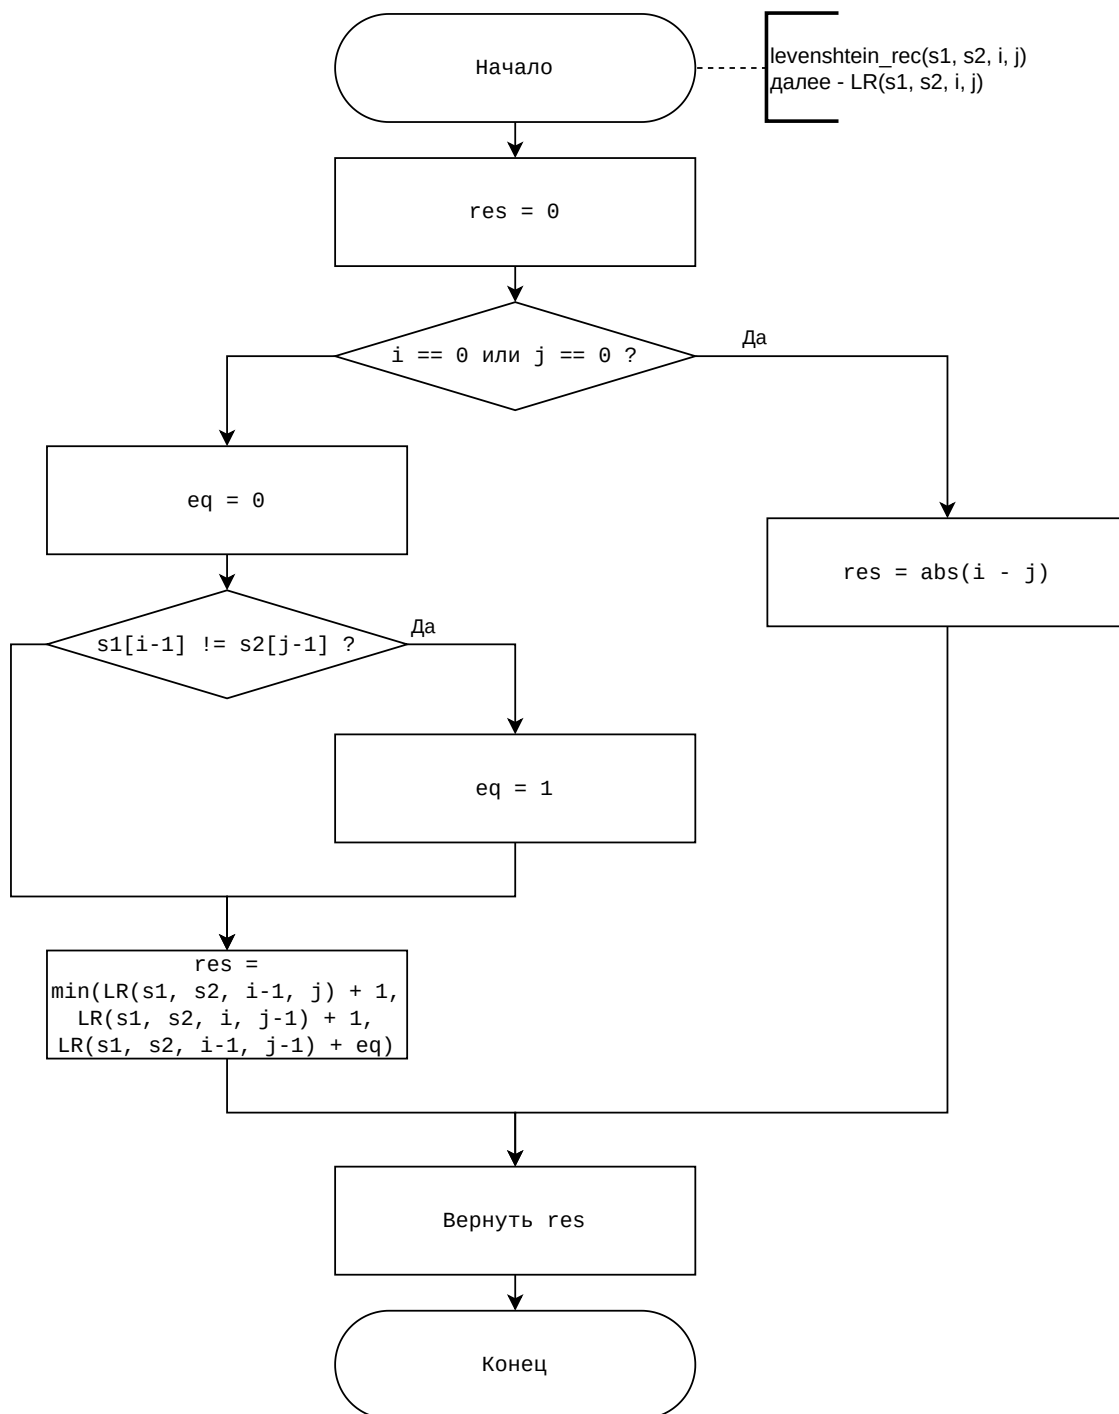 Начало
levenshtein_rec(s1, s2, i, j)
далее - LR(s1, s2, i, j)
res = 0
i == 0 или j == 0 ?
Да
eq = 0
res = abs(i - j)
s1[i-1] != s2[j-1] ?
Да
eq = 1
res =
min(LR(s1, s2, i-1, j) + 1,
LR(s1, s2, i, j-1) + 1,
LR(s1, s2, i-1, j-1) + eq)
Вернуть res
Конец